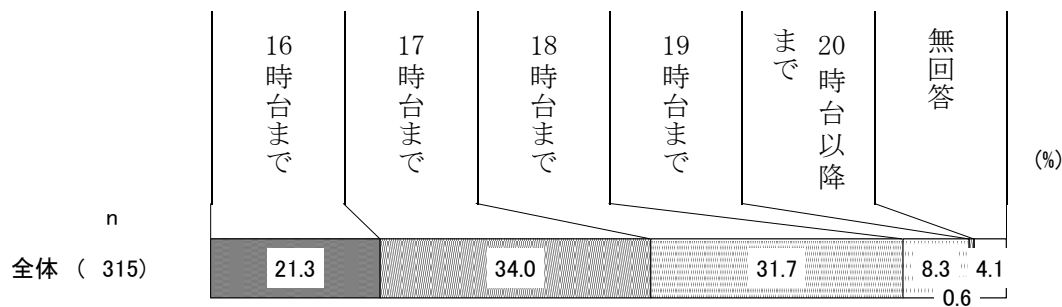 16時台まで
17時台まで
18時台まで
19時台まで
20時台以降
まで
無回答
(%)
n
全体 ( 315)
21.3
34.0
31.7
8.3
4.1
0.6